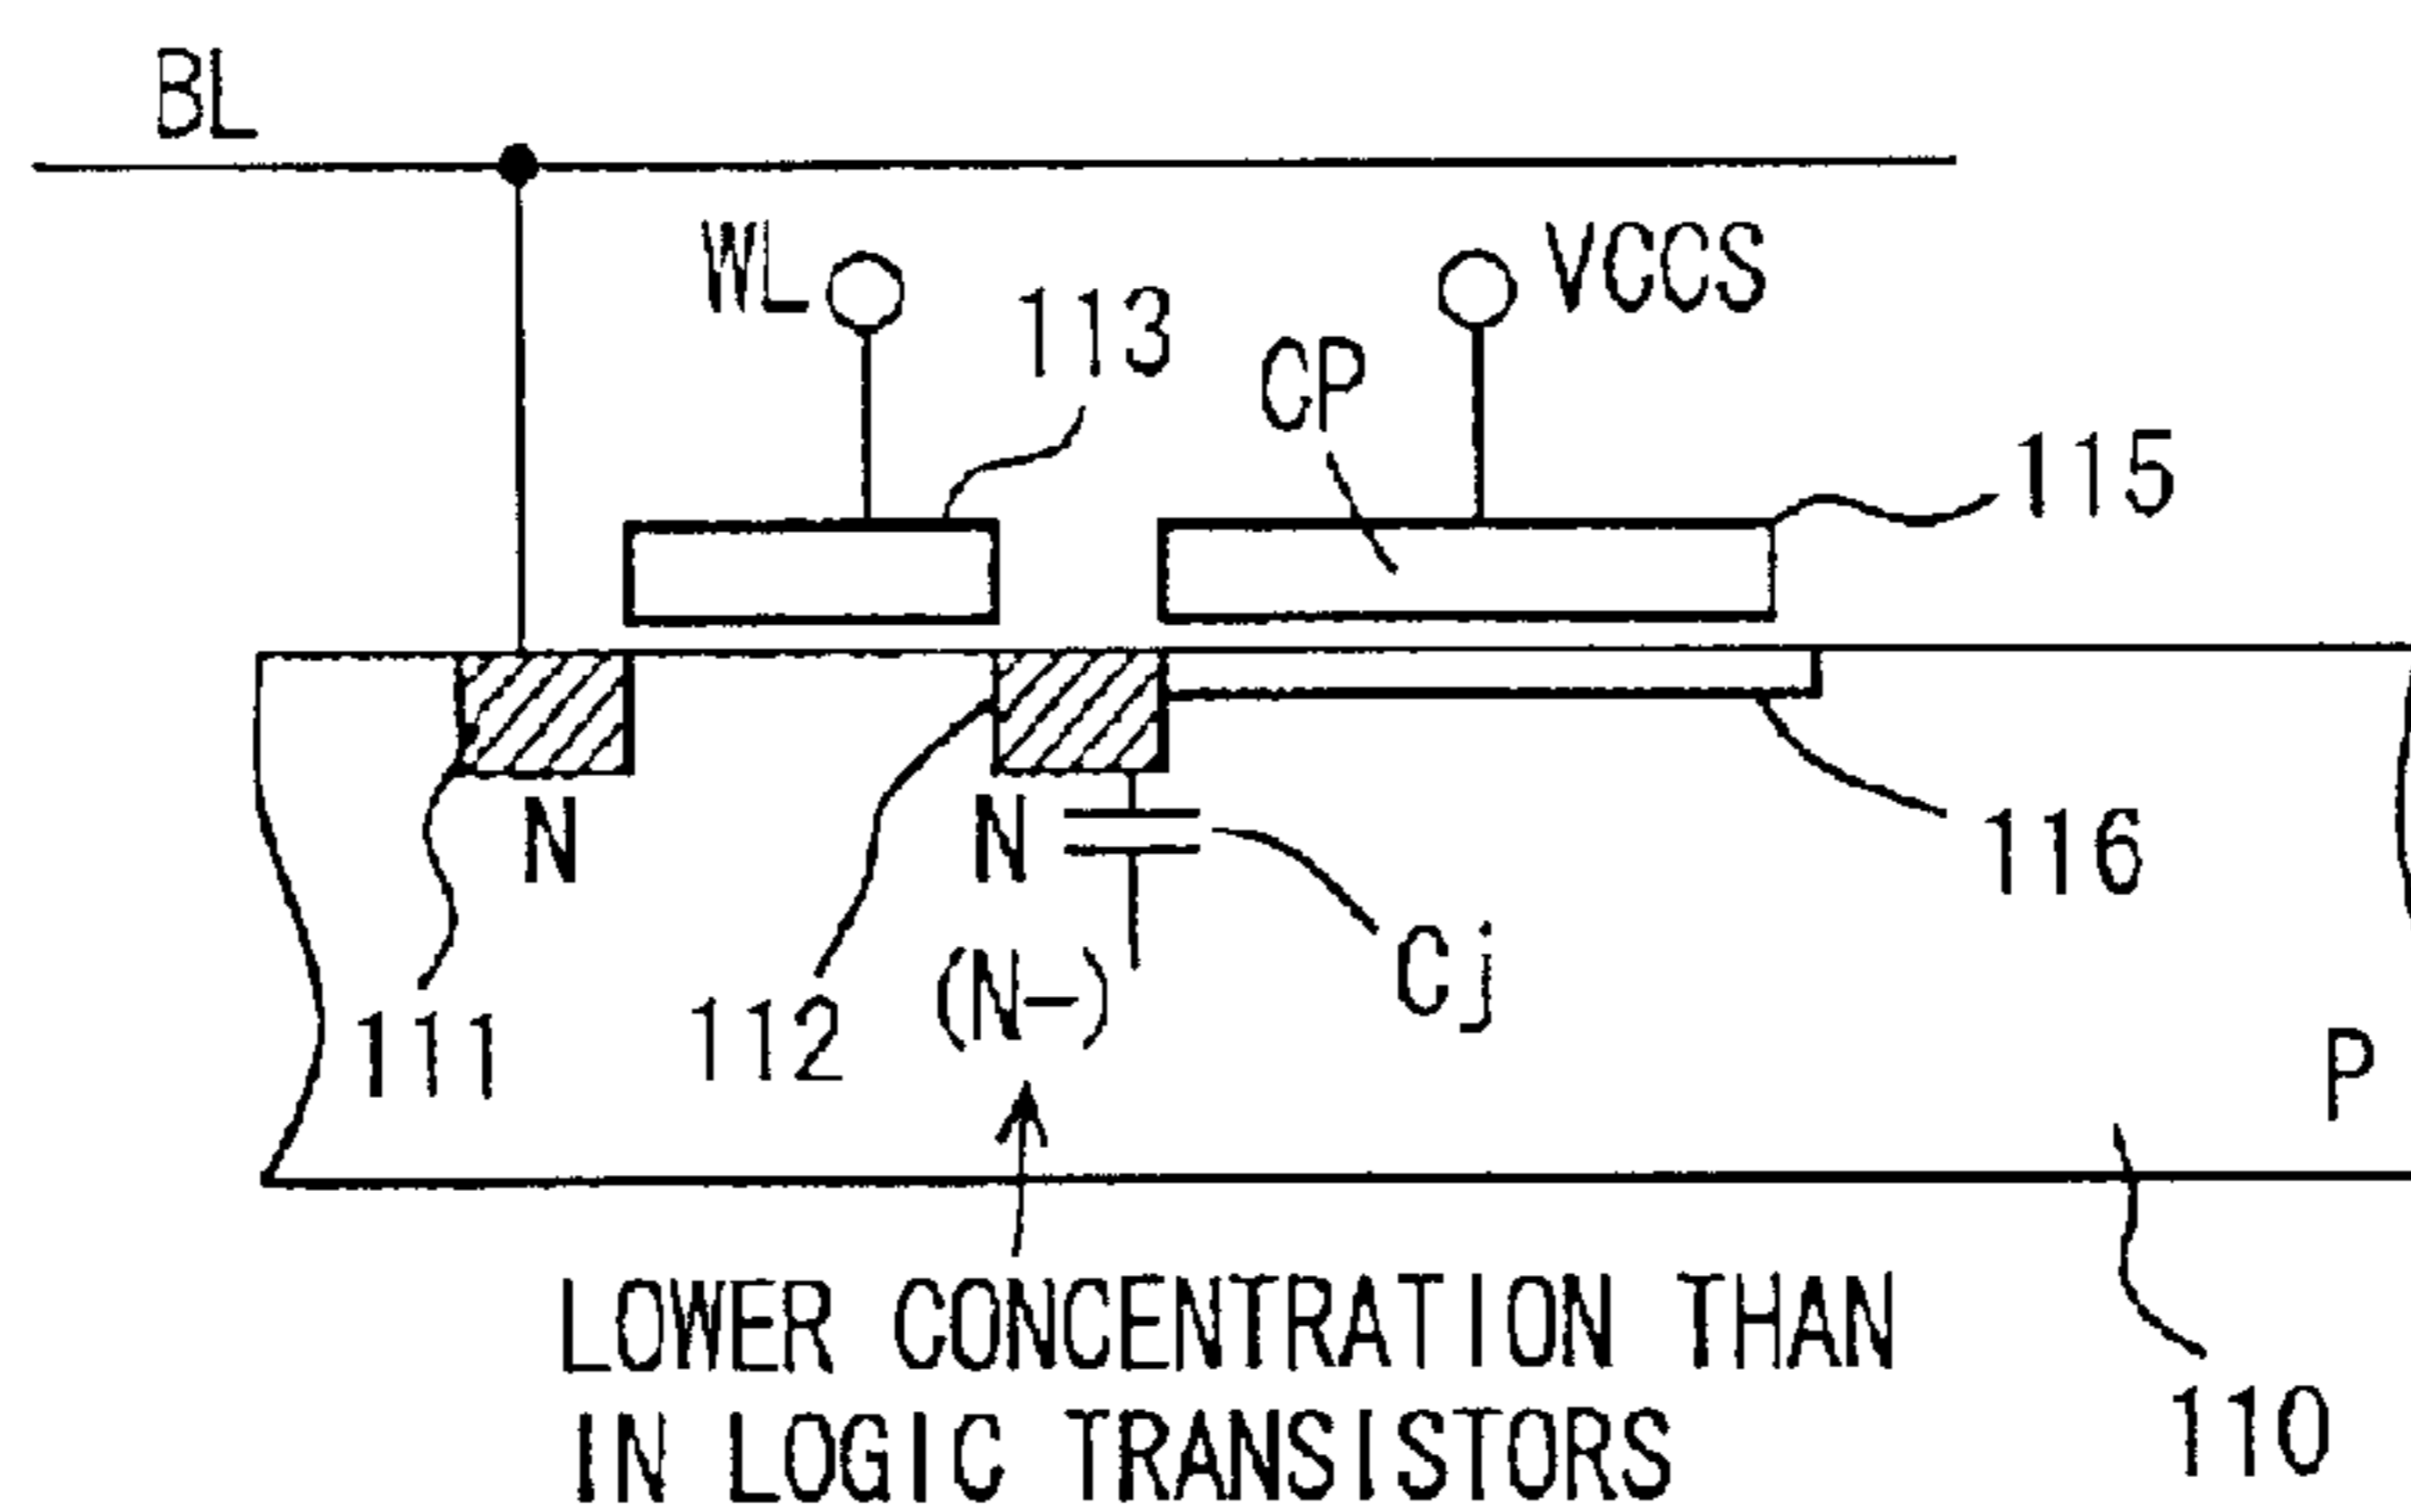 BL
WL
VCCS
113
CP
115
N
N
116
Cj
(N-)
111
112
P
LOWER CONCENTRATION THAN
IN LOGIC TRANSISTORS
110